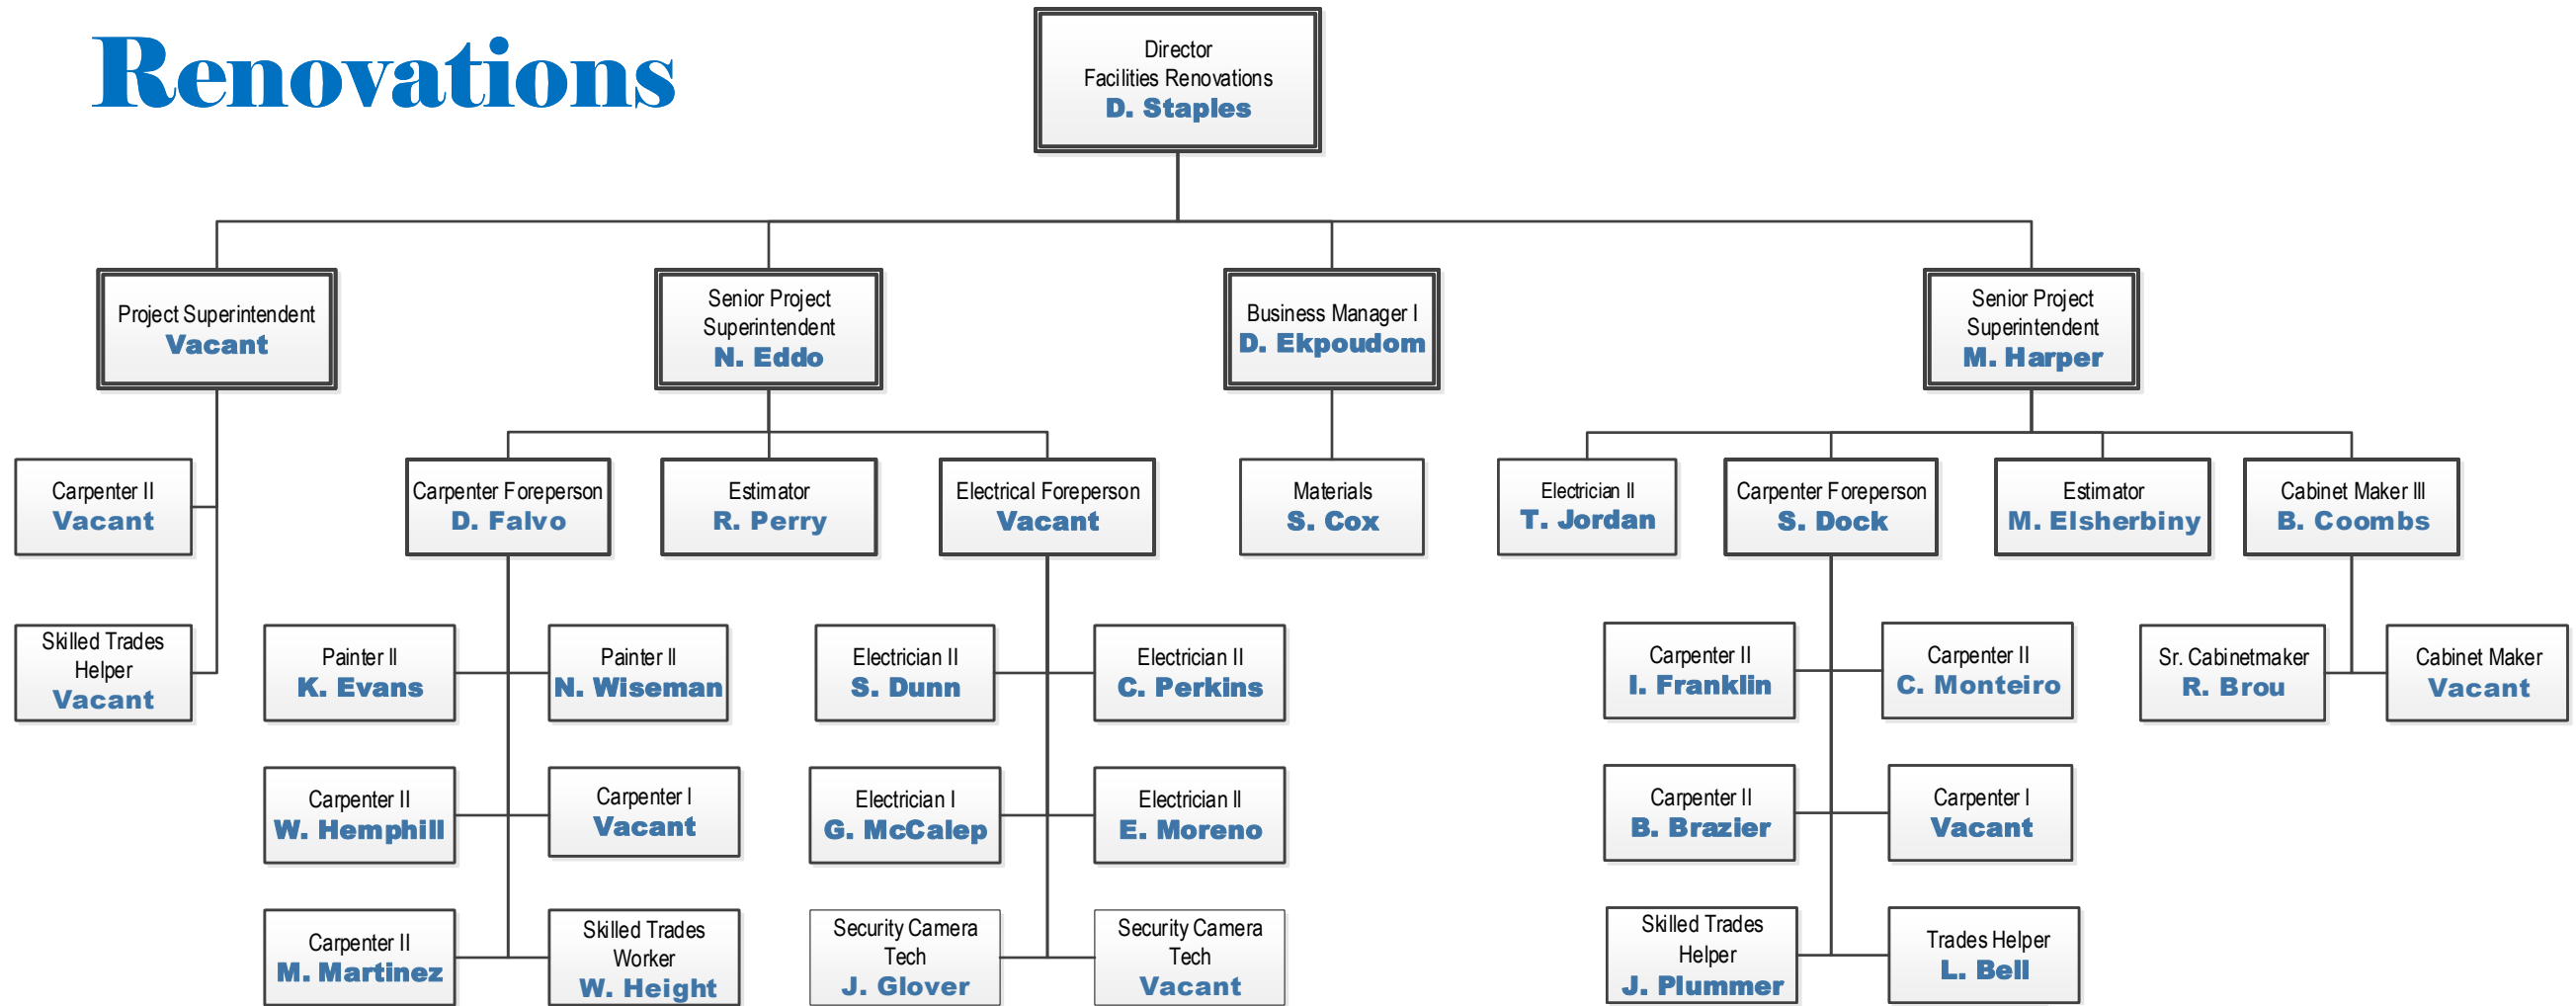 Renovations
Director
Facilities Renovations
D. Staples
Project Superintendent
Vacant
Senior Project
Superintendent
N. Eddo
Business Manager I
D. Ekpoudom
Senior Project
Superintendent
M. Harper
Carpenter II
Vacant
Carpenter Foreperson
D. Falvo
Estimator
R. Perry
Electrical Foreperson
Vacant
Materials
S. Cox
Electrician II
T. Jordan
Carpenter Foreperson
S. Dock
Estimator
M. Elsherbiny
Cabinet Maker III
B. Coombs
Skilled Trades
Helper
Vacant
Painter II
K. Evans
Painter II
N. Wiseman
Electrician II
S. Dunn
Electrician II
C. Perkins
Carpenter II
I. Franklin
Carpenter II
C. Monteiro
Sr. Cabinetmaker
R. Brou
Cabinet Maker
Vacant
Carpenter II
W. Hemphill
Carpenter I
Vacant
Electrician I
G. McCalep
Electrician II
E. Moreno
Carpenter II
B. Brazier
Carpenter I
Vacant
Carpenter II
M. Martinez
Skilled Trades
Worker
W. Height
Security Camera
Tech
J. Glover
Security Camera
Tech
Vacant
Skilled Trades
Helper
J. Plummer
Trades Helper
L. Bell